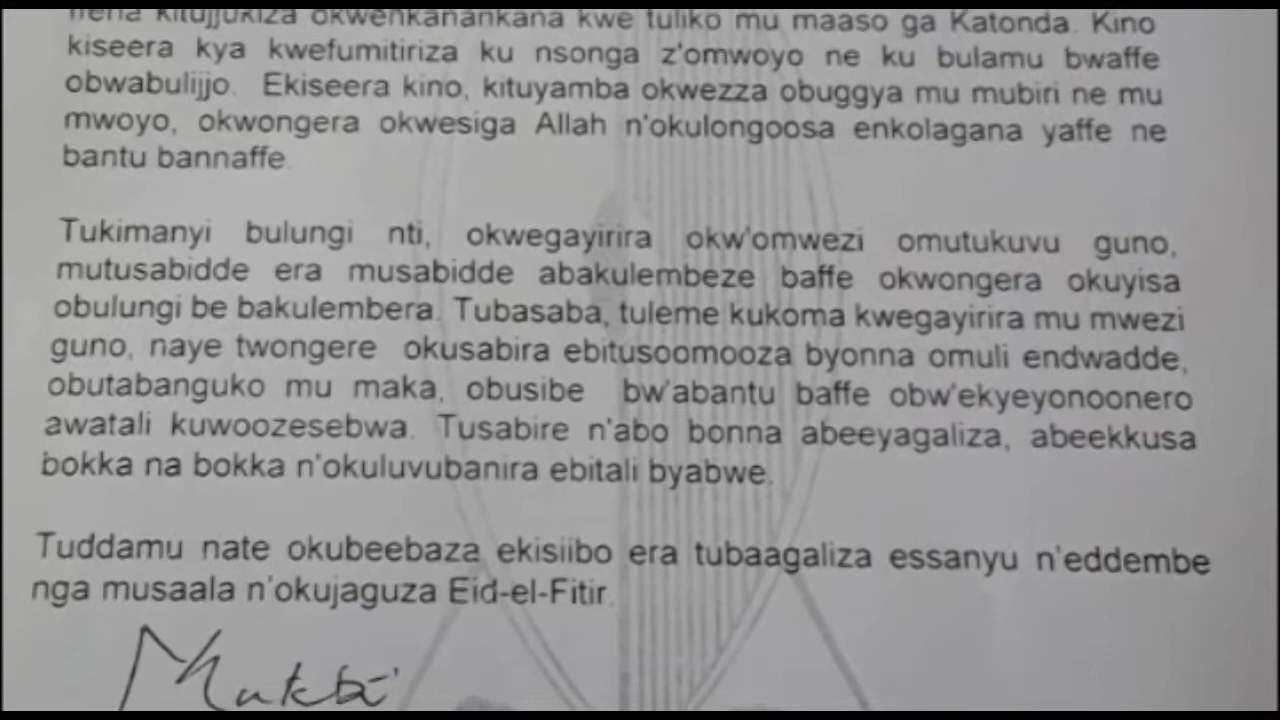 kitujjukiza okwenkanankana kwe tuliko mu maaso ga Katonda. Kino
kiseera kya kwefumitiriza ku nsonga z'omwoyo ne ku bulamu bwaffe
obwabulijjo. Ekiseera kino, kituyamba okwezza obuggya mu mubiri ne mu
mwoyo, okwongera okwesiga Allah n'okulongoosa enkolagana yaffe ne
bantu bannaffe.
Tukimanyi bulungi nti, okwegayirira okw'omwezi omutukuvu guno,
mutusabidde era musabidde abakulembeze baffe okwongera okuyisa
obulungi be bakulembera. Tubasaba, tuleme kukoma kwegayirira mu mwezi
guno, naye twongere okusabira ebitusoomooza byonna omuli endwadde,
obutabanguko mu maka, obusibe bw'abantu baffe obw'ekyeyonoonero
awatali kuwoozesebwa. Tusabire n'abo bonna abeeyagaliza, abeekkusa
bokka na bokka n'okuluvubanira ebitali byabwe.
Tuddamu nate okubeebaza ekisiibo era tubaagaliza essanyu n'eddembe
nga musaala n'okujaguza Eid-el-Fitir.